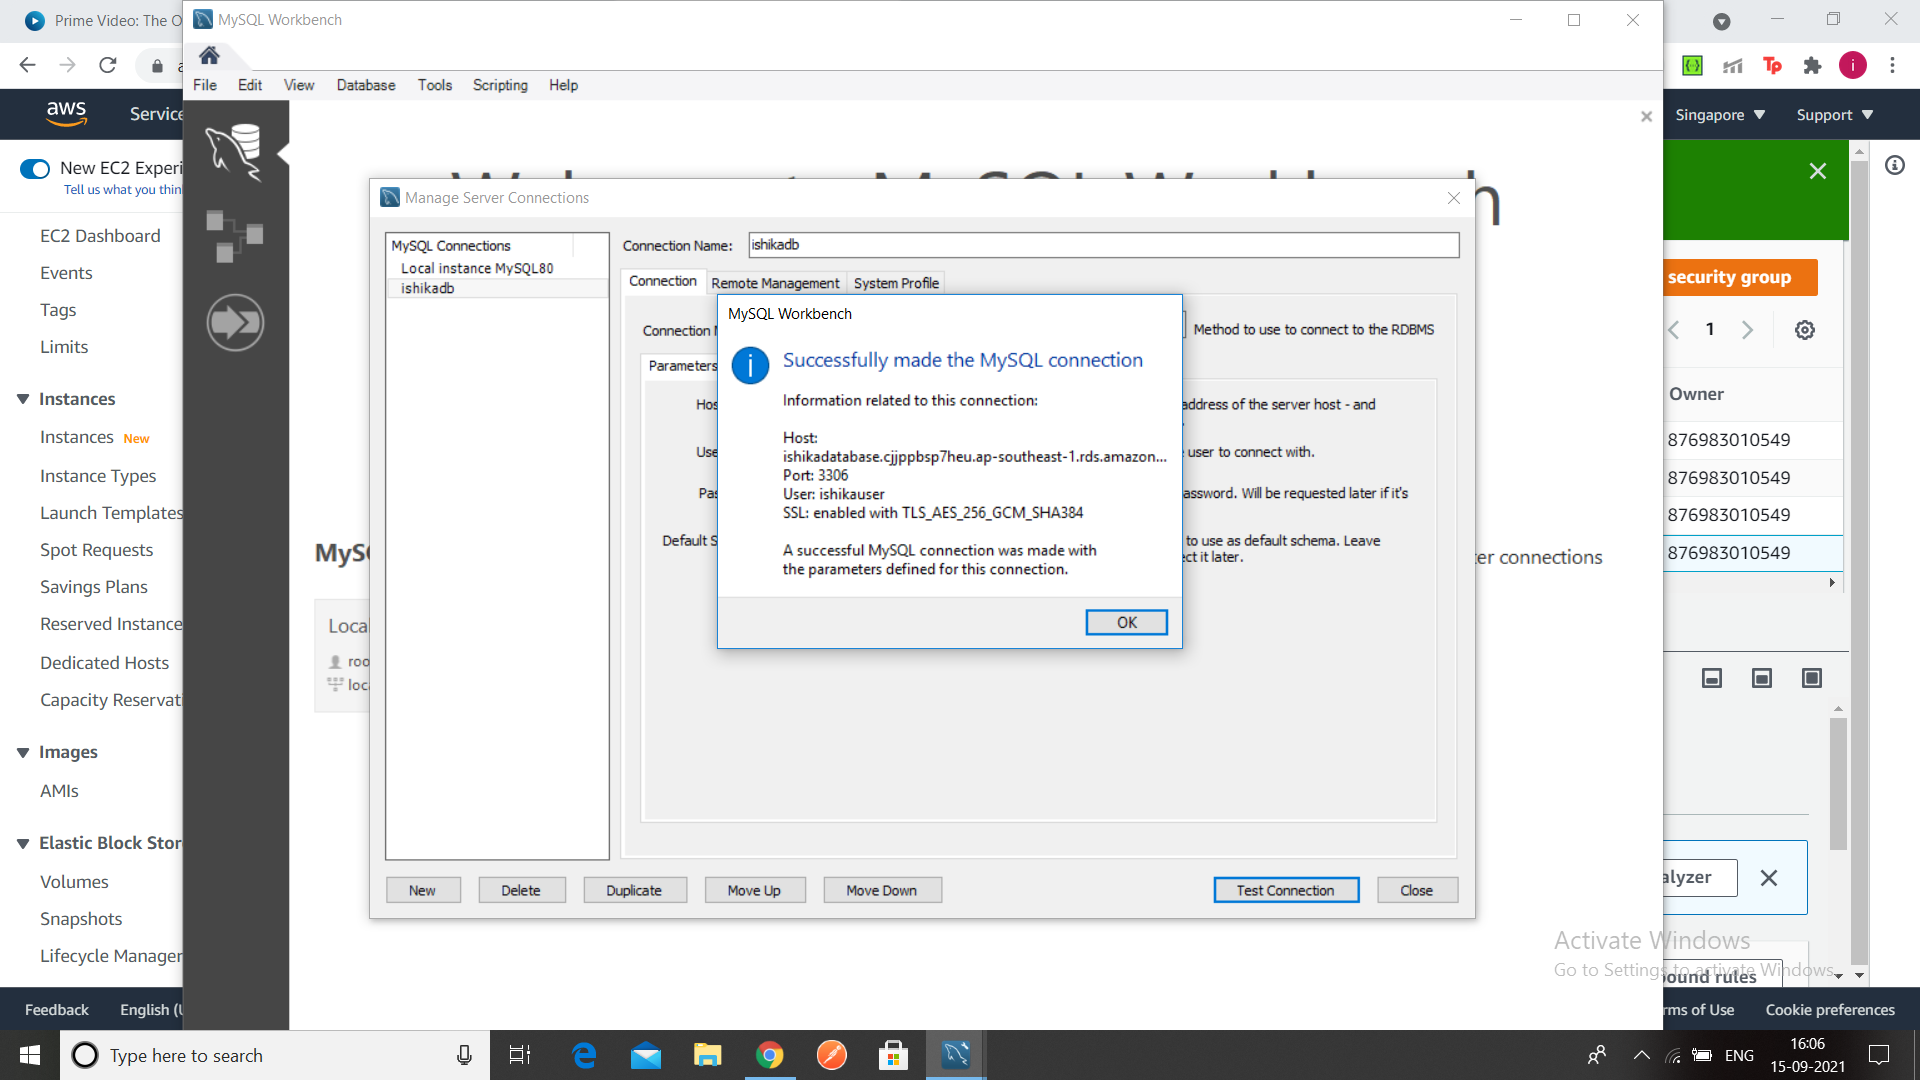 Prime Video: The O
MySQL Workbench
File Edit View Database Tools Scripting Help
aws
Service
Singapore
Support
New EC2 Experi
Tell us what you thin
EC2 Dashboard
Events
Tags
Limits
Instances
Instances New
Instance Types
Launch Templates
Spot Requests
Savings Plans
Reserved Instance
Dedicated Hosts
Capacity Reservati
Images
AMIs
Elastic Block Stor
Volumes
Snapshots
Lifecycle Manager
Feedback English (U
Manage Server Connections
MySQL Connections
Local instance MySQL80
ishikadb
Connection Name: ishikadb
Connection Remote Management System Profile
Connection M
Method to use to connect to the RDBMS
Parameters
Hos
address of the server host - and
Use
user to connect with.
Pas
assword. Will be requested later if it's
Default S
to use as default schema. Leave
ct it later.
MySQL Workbench
Successfully made the MySQL connection
Information related to this connection:
Host:
ishikadatabase.cjjppbsp7heu.ap-southeast-1.rds.amazon...
Port: 3306
User: ishikauser
SSL: enabled with TLS_AES_256_GCM_SHA384
A successful MySQL connection was made with
the parameters defined for this connection.
OK
New Delete Duplicate Move Up Move Down Test Connection Close
MyS
Loca
roo
loca
er connections
security group
1
Owner
876983010549
876983010549
876983010549
876983010549
alyzer
Activate Windows
Go to Settings to activate Windows.
ound rules
rms of Use Cookie preferences
Type here to search
ENG
16:06
15-09-2021